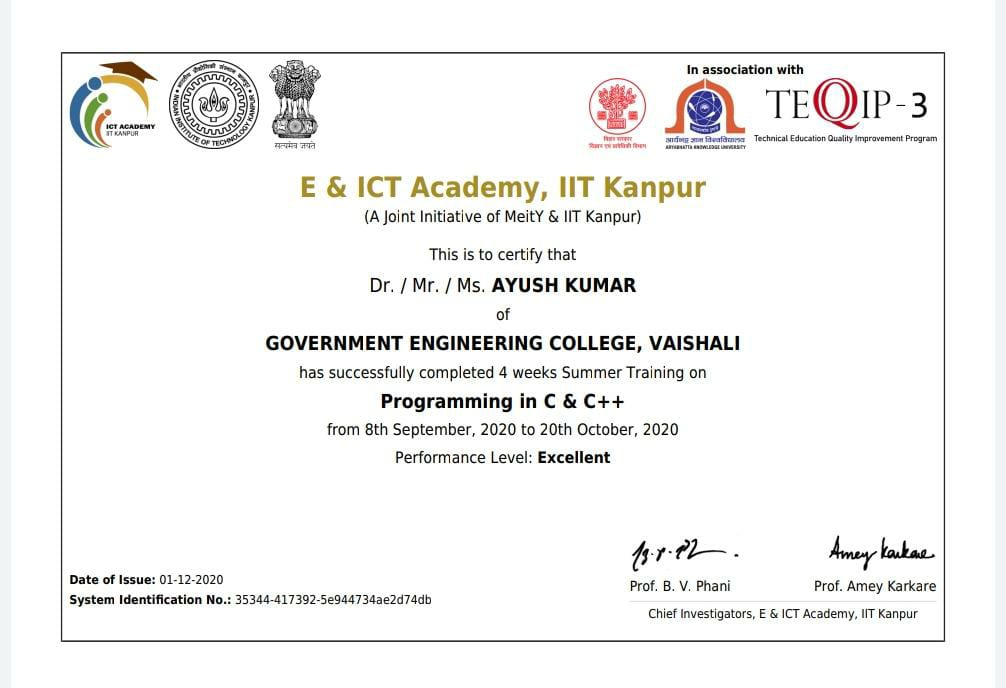 ICT ACADEMY
IIT KANPUR
INDIAN INSTITUTE OF TECHNOLOGY KANPUR
सत्यमेव जयते
In association with
बिहार सरकार
विज्ञान एवं प्रावैधिकी विभाग
आर्यभट्ट ज्ञान विश्वविद्यालय
ARYABHATTA KNOWLEDGE UNIVERSITY
TEQIP-3
Technical Education Quality Improvement Program
E & ICT Academy, IIT Kanpur
(A Joint Initiative of MeitY & IIT Kanpur)
This is to certify that
Dr. / Mr. / Ms. AYUSH KUMAR
of
GOVERNMENT ENGINEERING COLLEGE, VAISHALI
has successfully completed 4 weeks Summer Training on
Programming in C & C++
from 8th September, 2020 to 20th October, 2020
Performance Level: Excellent
Amey Karkare
Prof. B. V. Phani
Prof. Amey Karkare
Chief Investigators, E & ICT Academy, IIT Kanpur
Date of Issue: 01-12-2020
System Identification No.: 35344-417392-5e944734ae2d74db